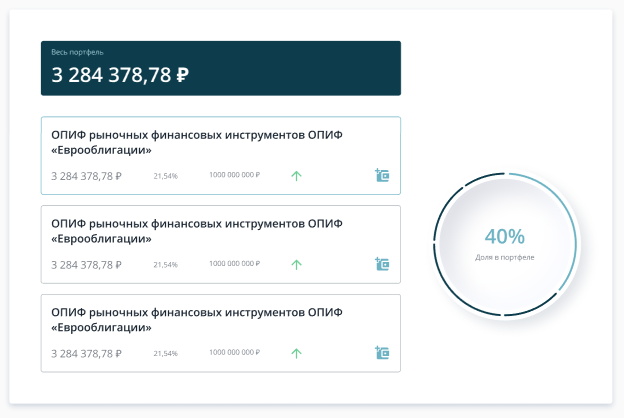 Весь портфель
3 284 378,78 ₽
ОПИФ рыночных финансовых инструментов ОПИФ
«Еврооблигации»
3 284 378,78 ₽ 21,54% 1000 000 000 ₽
ОПИФ рыночных финансовых инструментов ОПИФ
«Еврооблигации»
3 284 378,78 ₽ 21,54% 1000 000 000 ₽
ОПИФ рыночных финансовых инструментов ОПИФ
«Еврооблигации»
3 284 378,78 ₽ 21,54% 1000 000 000 ₽
40%
Доля в портфеле